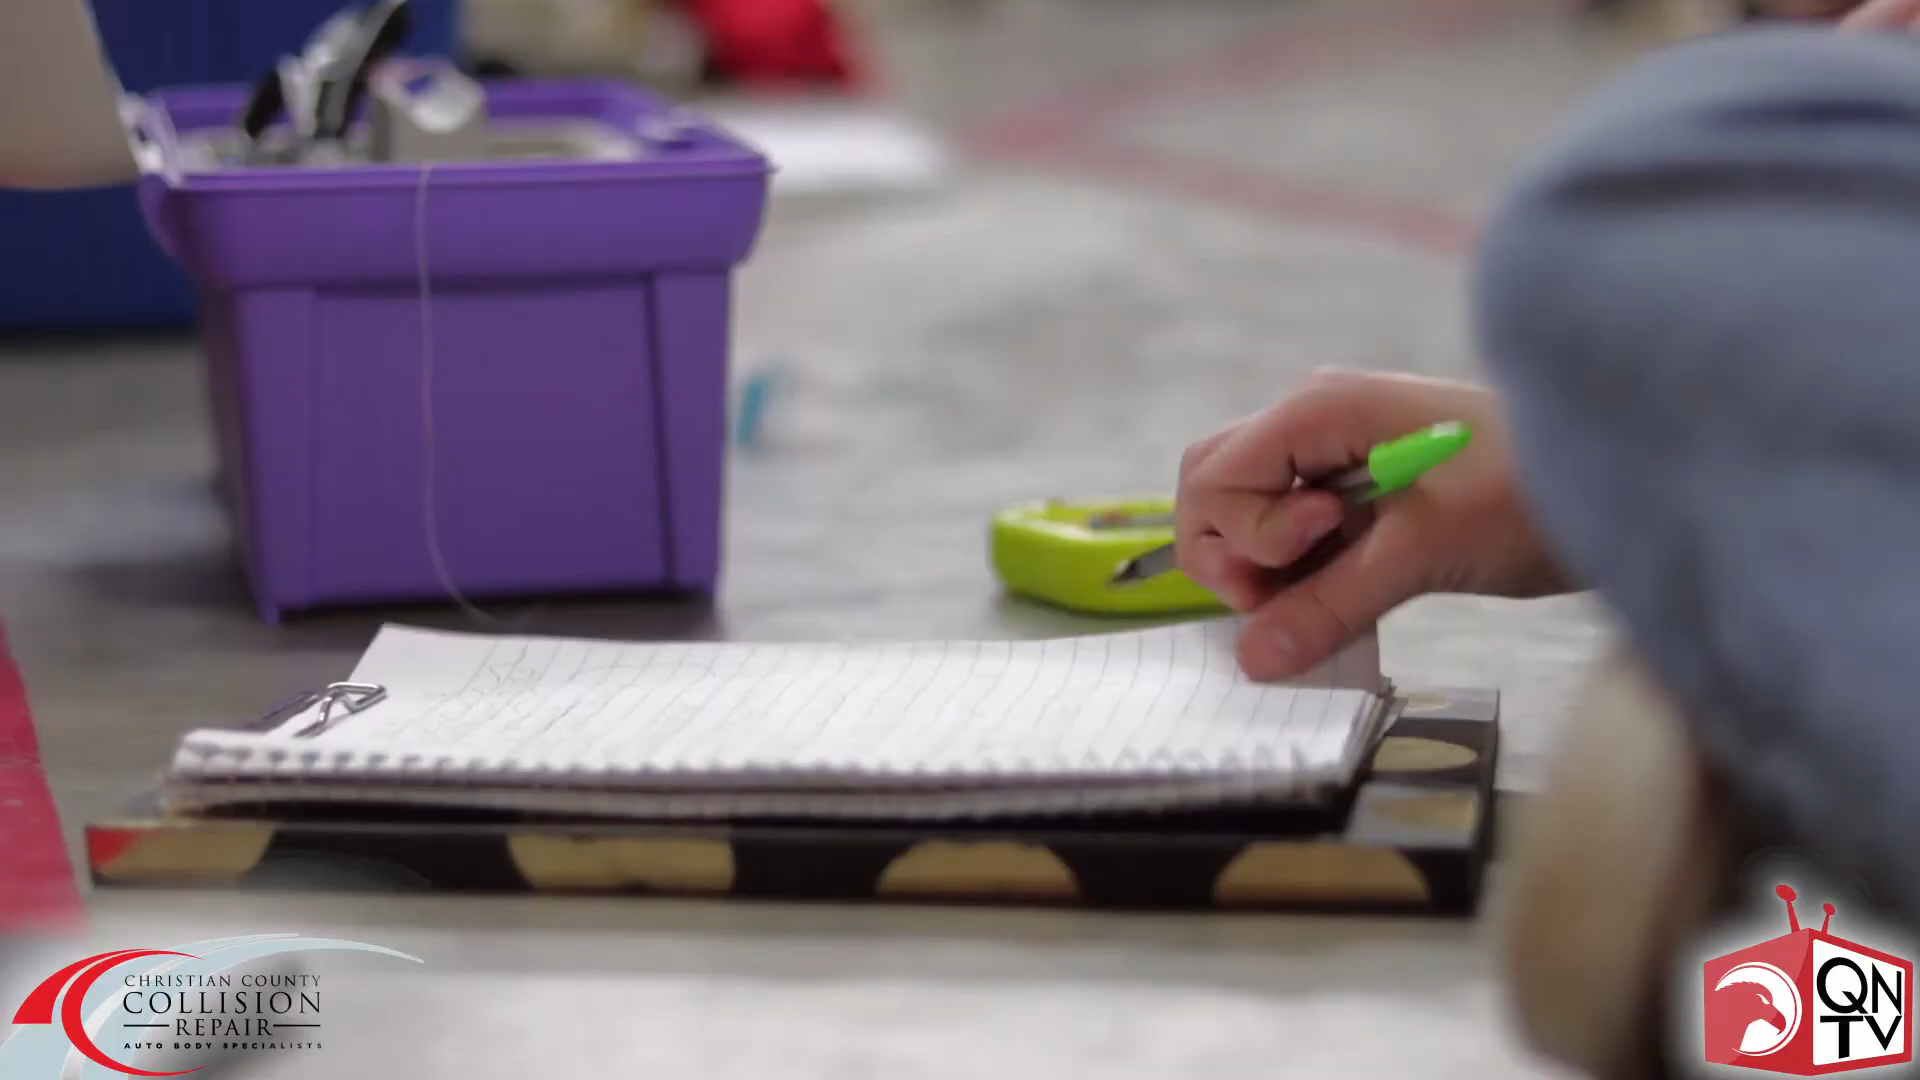 CHRISTIAN COUNTY
COLLISION
REPAIR
AUTO BODY SPECIALISTS
QN
TV